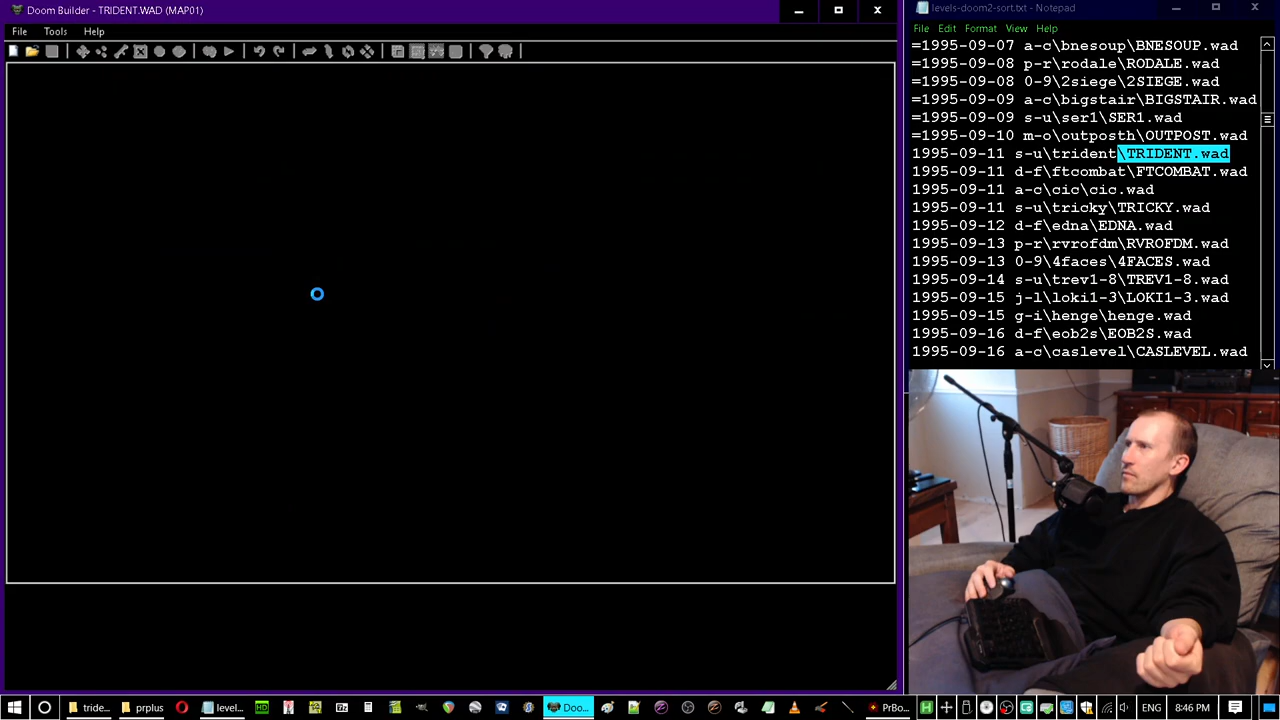 Doom Builder - TRIDENT.WAD (MAP01)
File Tools Help
levels-doom2-sort.txt - Notepad
File Edit Format View Help
=1995-09-07 a-c\bnesoup\BNESOUP.wad
=1995-09-08 p-r\rodale\RODALE.wad
=1995-09-08 0-9\2siege\2SIEGE.wad
=1995-09-09 a-c\bigstair\BIGSTAIR.wad
=1995-09-09 s-u\ser1\SER1.wad
=1995-09-10 m-o\outposth\OUTPOST.wad
1995-09-11 s-u\trident\TRIDENT.wad
1995-09-11 d-f\ftcombat\FTCOMBAT.wad
1995-09-11 a-c\cic\cic.wad
1995-09-11 s-u\tricky\TRICKY.wad
1995-09-12 d-f\edna\EDNA.wad
1995-09-13 p-r\rvrofdm\RVROFDM.wad
1995-09-13 0-9\4faces\4FACES.wad
1995-09-14 s-u\trev1-8\TREV1-8.wad
1995-09-15 j-l\loki1-3\LOKI1-3.wad
1995-09-15 g-i\henge\henge.wad
1995-09-16 d-f\eob2s\EOB2S.wad
1995-09-16 a-c\caslevel\CASLEVEL.wad
tride... prplus level... HD Doo... PrBo... ENG 8:46 PM